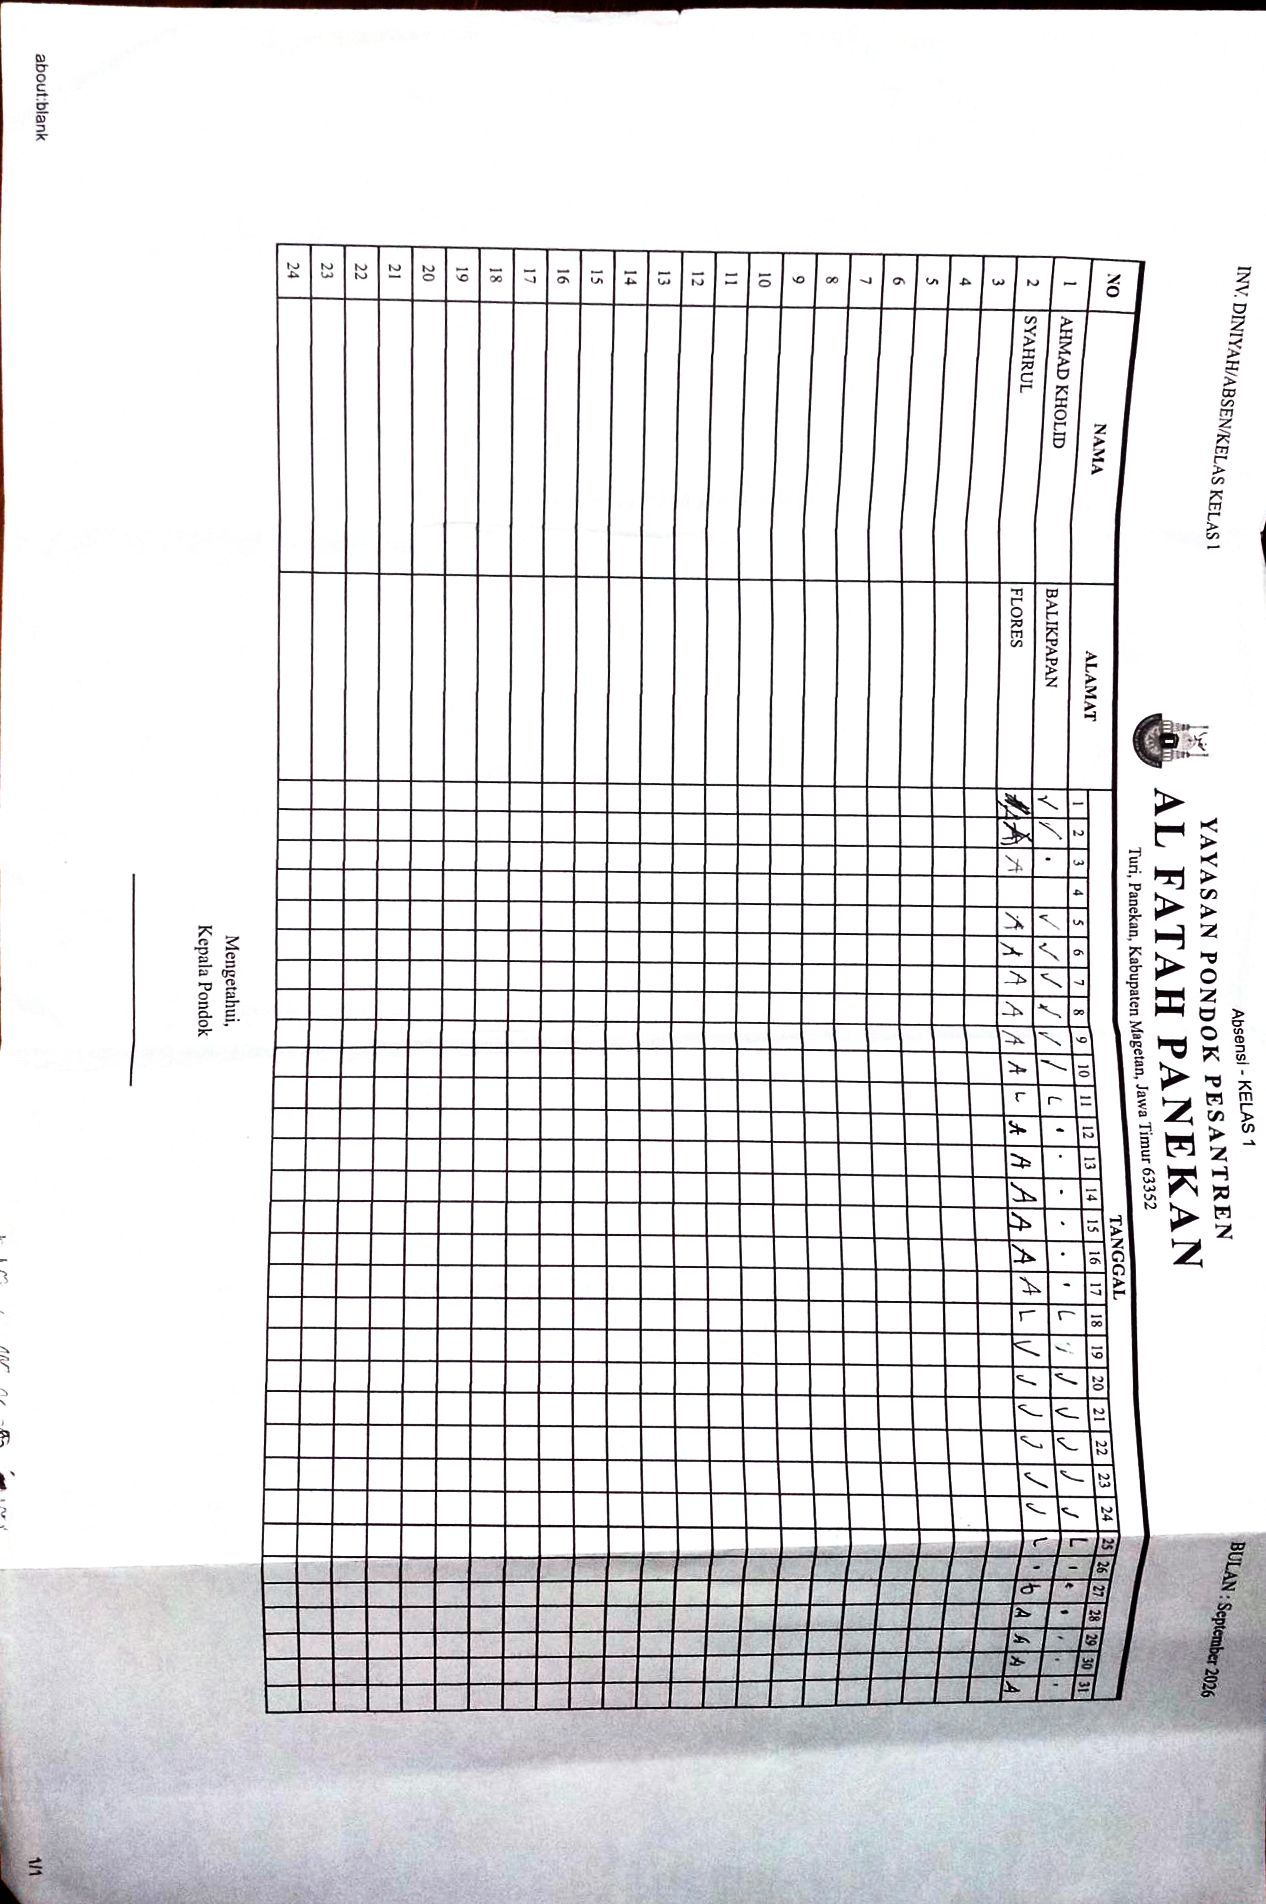 Absensi - KELAS 1
INV. DINIYAH/ABSEN/KELAS KELAS 1
BULAN : September 2026
YAYASAN PONDOK PESANTREN
AL FATAH PANEKAN
Turi, Panekan, Kabupaten Magetan, Jawa Timur 63352
NO NAMA ALAMAT TANGGAL
1 2 3 4 5 6 7 8 9 10 11 12 13 14 15 16 17 18 19 20 21 22 23 24 25 26 27 28 29 30 31
1 AHMAD KHOLID BALIKPAPAN ✓ ✓ . ✓ ✓ ✓ ✓ ✓ ✓ L . . . . . . L ✓ ✓ ✓ ✓ ✓ ✓ L . . . . . .
2 SYAHRUL FLORES A A A A A A A A L A A A A A A L ✓ ✓ ✓ ✓ ✓ ✓ L . A A A A
3
4
5
6
7
8
9
10
11
12
13
14
15
16
17
18
19
20
21
22
23
24
Mengetahui,
Kepala Pondok
about:blank
1/1